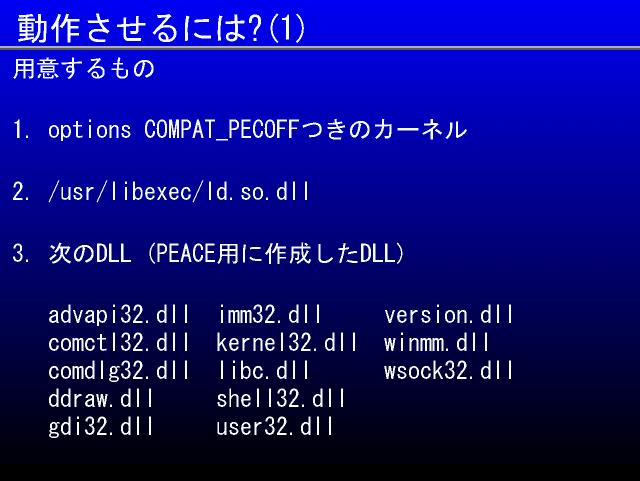 動作させるには?(1)
用意するもの
1. options COMPAT_PECOFFつきのカーネル
2. /usr/libexec/ld.so.dll
3. 次のDLL (PEACE用に作成したDLL)
advapi32.dll imm32.dll version.dll
comctl32.dll kernel32.dll winmm.dll
comdlg32.dll libc.dll wsock32.dll
ddraw.dll shell32.dll
gdi32.dll user32.dll